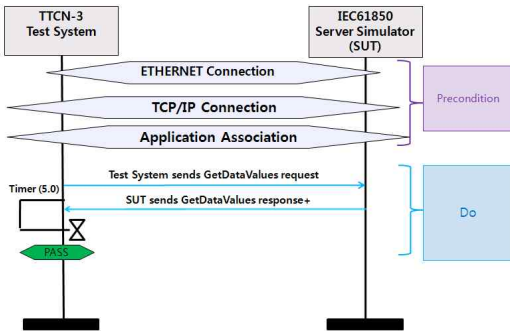 TTCN-3
Test System
IEC61850
Server Simulator
(SUT)
ETHERNET Connection
TCP/IP Connection
Application Association
Precondition
Test System sends GetDataValues request
Timer (5.0)
SUT sends GetDataValues response+
Do
PASS